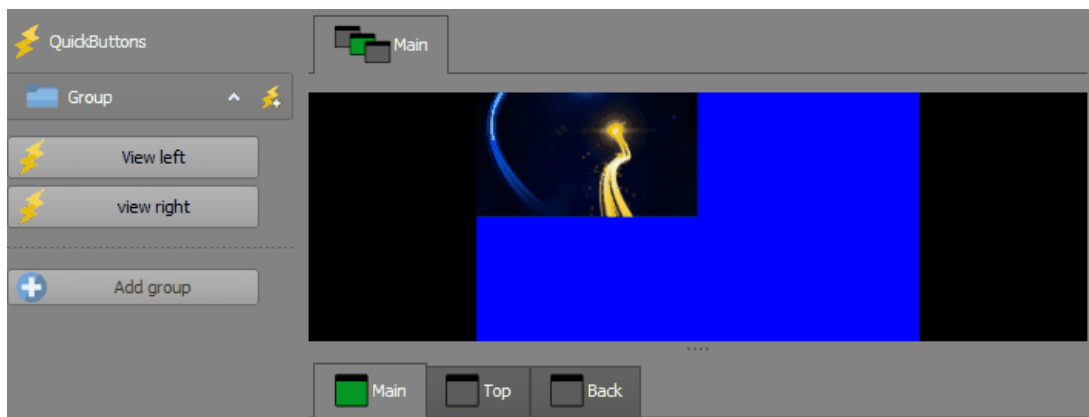 QuickButtons
Group
View left
view right
Add group
Main
Main
Top
Back